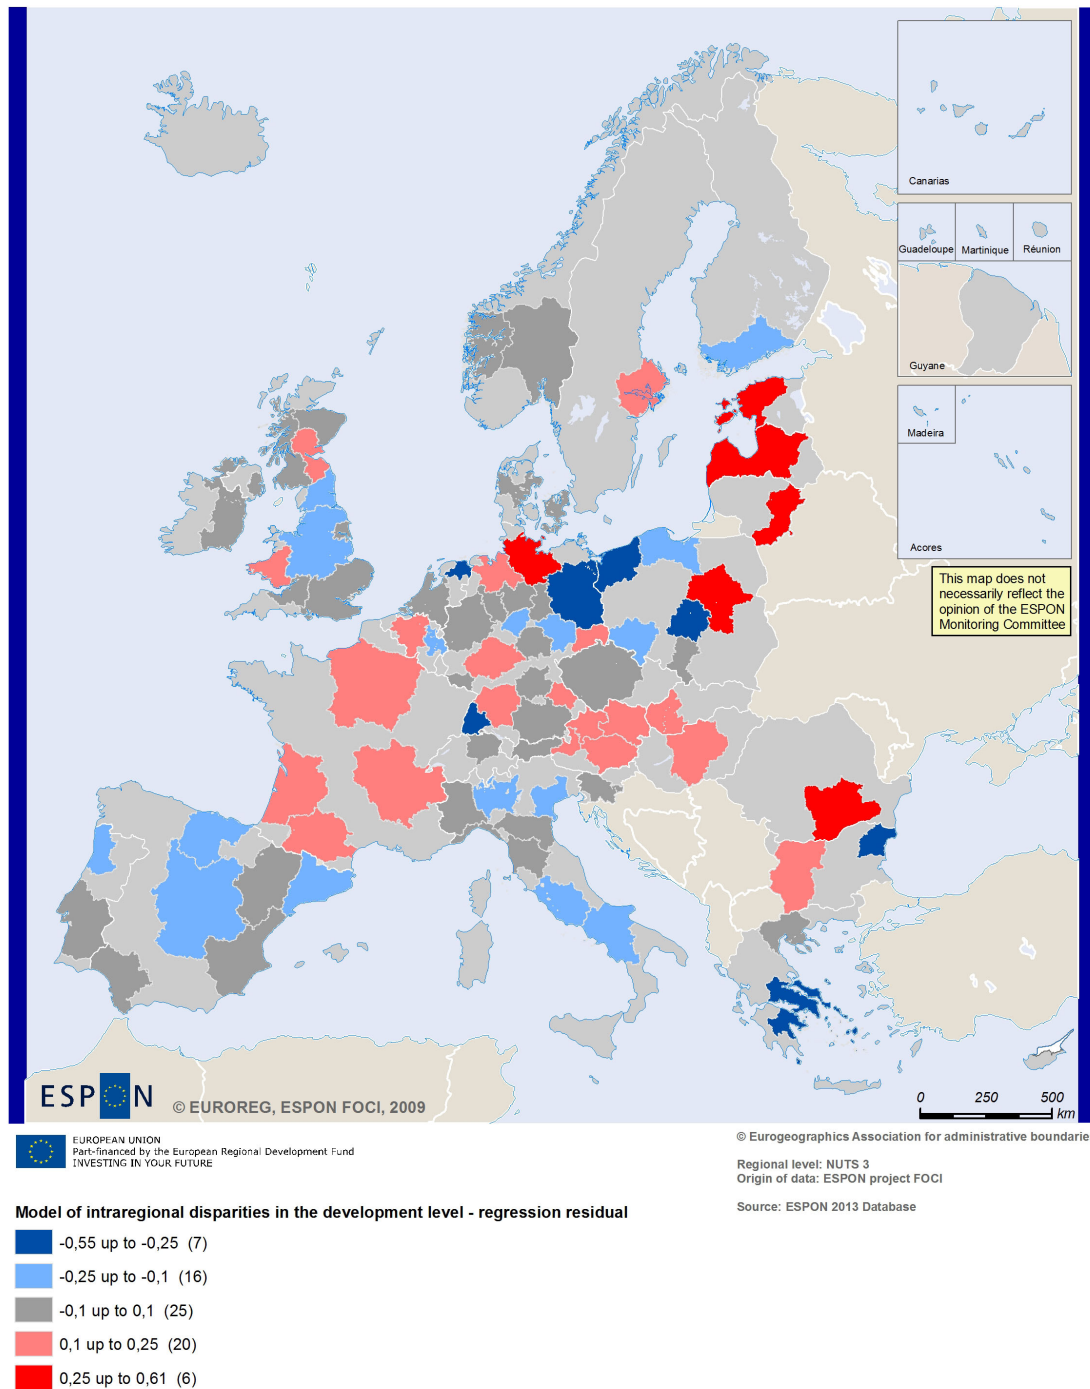 Canarias
Guadeloupe
Martinique
Réunion
Guyane
Madeira
Acores
This map does not
necessarily reflect the
opinion of the ESPON
Monitoring Committee
ESPON
© EUROREG, ESPON FOCI, 2009
0 250 500
km
EUROPEAN UNION
Part-financed by the European Regional Development Fund
INVESTING IN YOUR FUTURE
© Eurogeographics Association for administrative boundarie
Regional level: NUTS 3
Origin of data: ESPON project FOCI
Source: ESPON 2013 Database
Model of intraregional disparities in the development level - regression residual
-0,55 up to -0,25 (7)
-0,25 up to -0,1 (16)
-0,1 up to 0,1 (25)
0,1 up to 0,25 (20)
0,25 up to 0,61 (6)